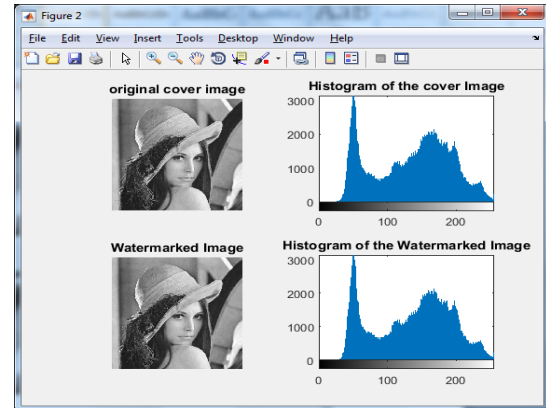 Figure 2
File Edit View Insert Tools Desktop Window Help
original cover image
Histogram of the cover Image
3000
2000
1000
0
0 100 200
Watermarked Image
Histogram of the Watermarked Image
3000
2000
1000
0
0 100 200